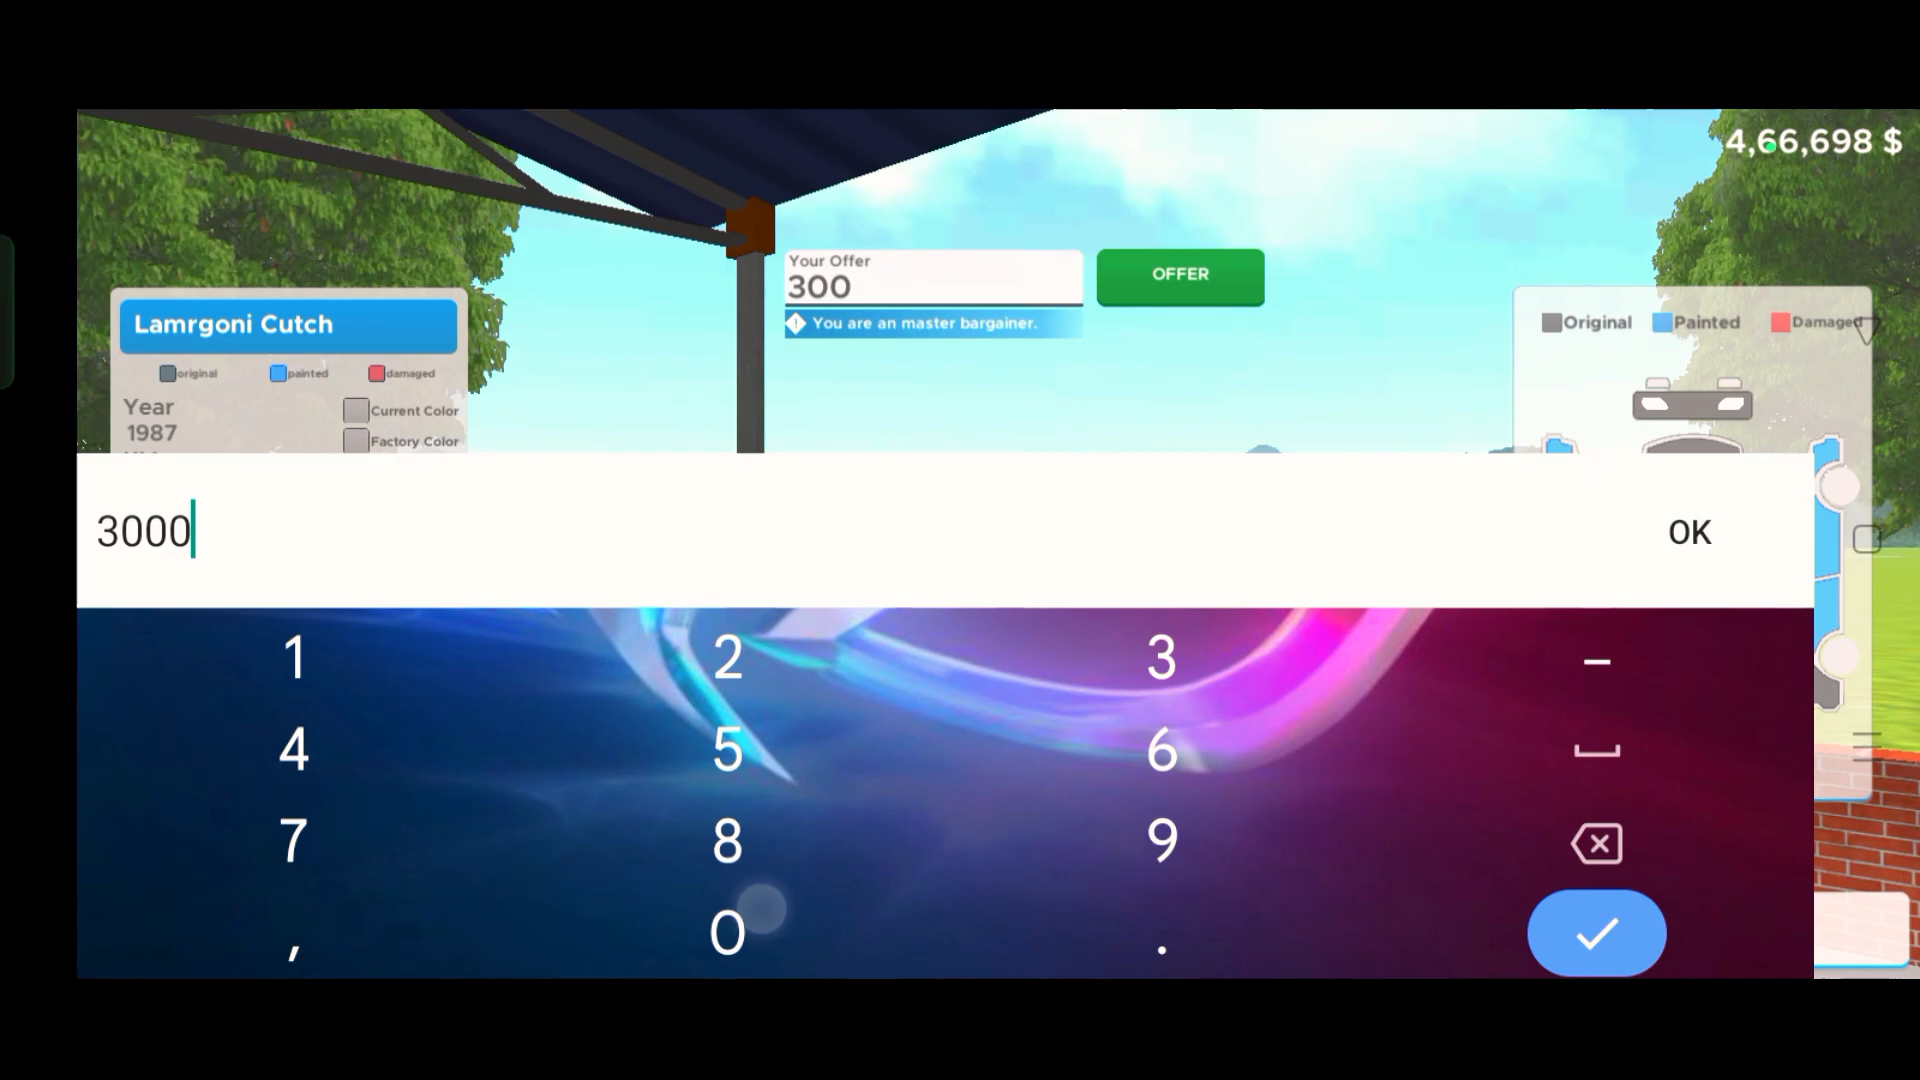 4,66,698 $
Your Offer
300
OFFER
You are an master bargainer.
Lamrgoni Cutch
original painted damaged
Year
1987
Current Color
Factory Color
Original Painted Damaged
3000
OK
1 2 3 –
4 5 6
7 8 9
, 0 .